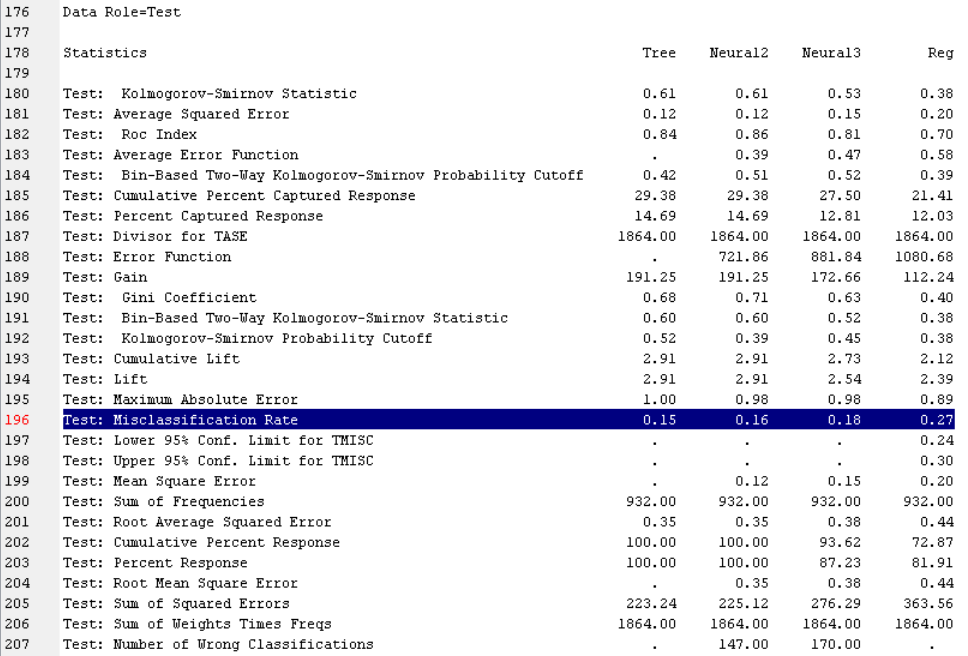 176 Data Role=Test
177
178 Statistics Tree Neural2 Neural3 Reg
179
180 Test: Kolmogorov-Smirnov Statistic 0.61 0.61 0.53 0.38
181 Test: Average Squared Error 0.12 0.12 0.15 0.20
182 Test: Roc Index 0.84 0.86 0.81 0.70
183 Test: Average Error Function . 0.39 0.47 0.58
184 Test: Bin-Based Two-Way Kolmogorov-Smirnov Probability Cutoff 0.42 0.51 0.52 0.39
185 Test: Cumulative Percent Captured Response 29.38 29.38 27.50 21.41
186 Test: Percent Captured Response 14.69 14.69 12.81 12.03
187 Test: Divisor for TASE 1864.00 1864.00 1864.00 1864.00
188 Test: Error Function . 721.86 881.84 1080.68
189 Test: Gain 191.25 191.25 172.66 112.24
190 Test: Gini Coefficient 0.68 0.71 0.63 0.40
191 Test: Bin-Based Two-Way Kolmogorov-Smirnov Statistic 0.60 0.60 0.52 0.38
192 Test: Kolmogorov-Smirnov Probability Cutoff 0.52 0.39 0.45 0.38
193 Test: Cumulative Lift 2.91 2.91 2.73 2.12
194 Test: Lift 2.91 2.91 2.54 2.39
195 Test: Maximum Absolute Error 1.00 0.98 0.98 0.89
196 Test: Misclassification Rate 0.15 0.16 0.18 0.27
197 Test: Lower 95% Conf. Limit for TMISC . . . 0.24
198 Test: Upper 95% Conf. Limit for TMISC . . . 0.30
199 Test: Mean Square Error . 0.12 0.15 0.20
200 Test: Sum of Frequencies 932.00 932.00 932.00 932.00
201 Test: Root Average Squared Error 0.35 0.35 0.38 0.44
202 Test: Cumulative Percent Response 100.00 100.00 93.62 72.87
203 Test: Percent Response 100.00 100.00 87.23 81.91
204 Test: Root Mean Square Error . 0.35 0.38 0.44
205 Test: Sum of Squared Errors 223.24 225.12 276.29 363.56
206 Test: Sum of Weights Times Freqs 1864.00 1864.00 1864.00 1864.00
207 Test: Number of Wrong Classifications . 147.00 170.00 .